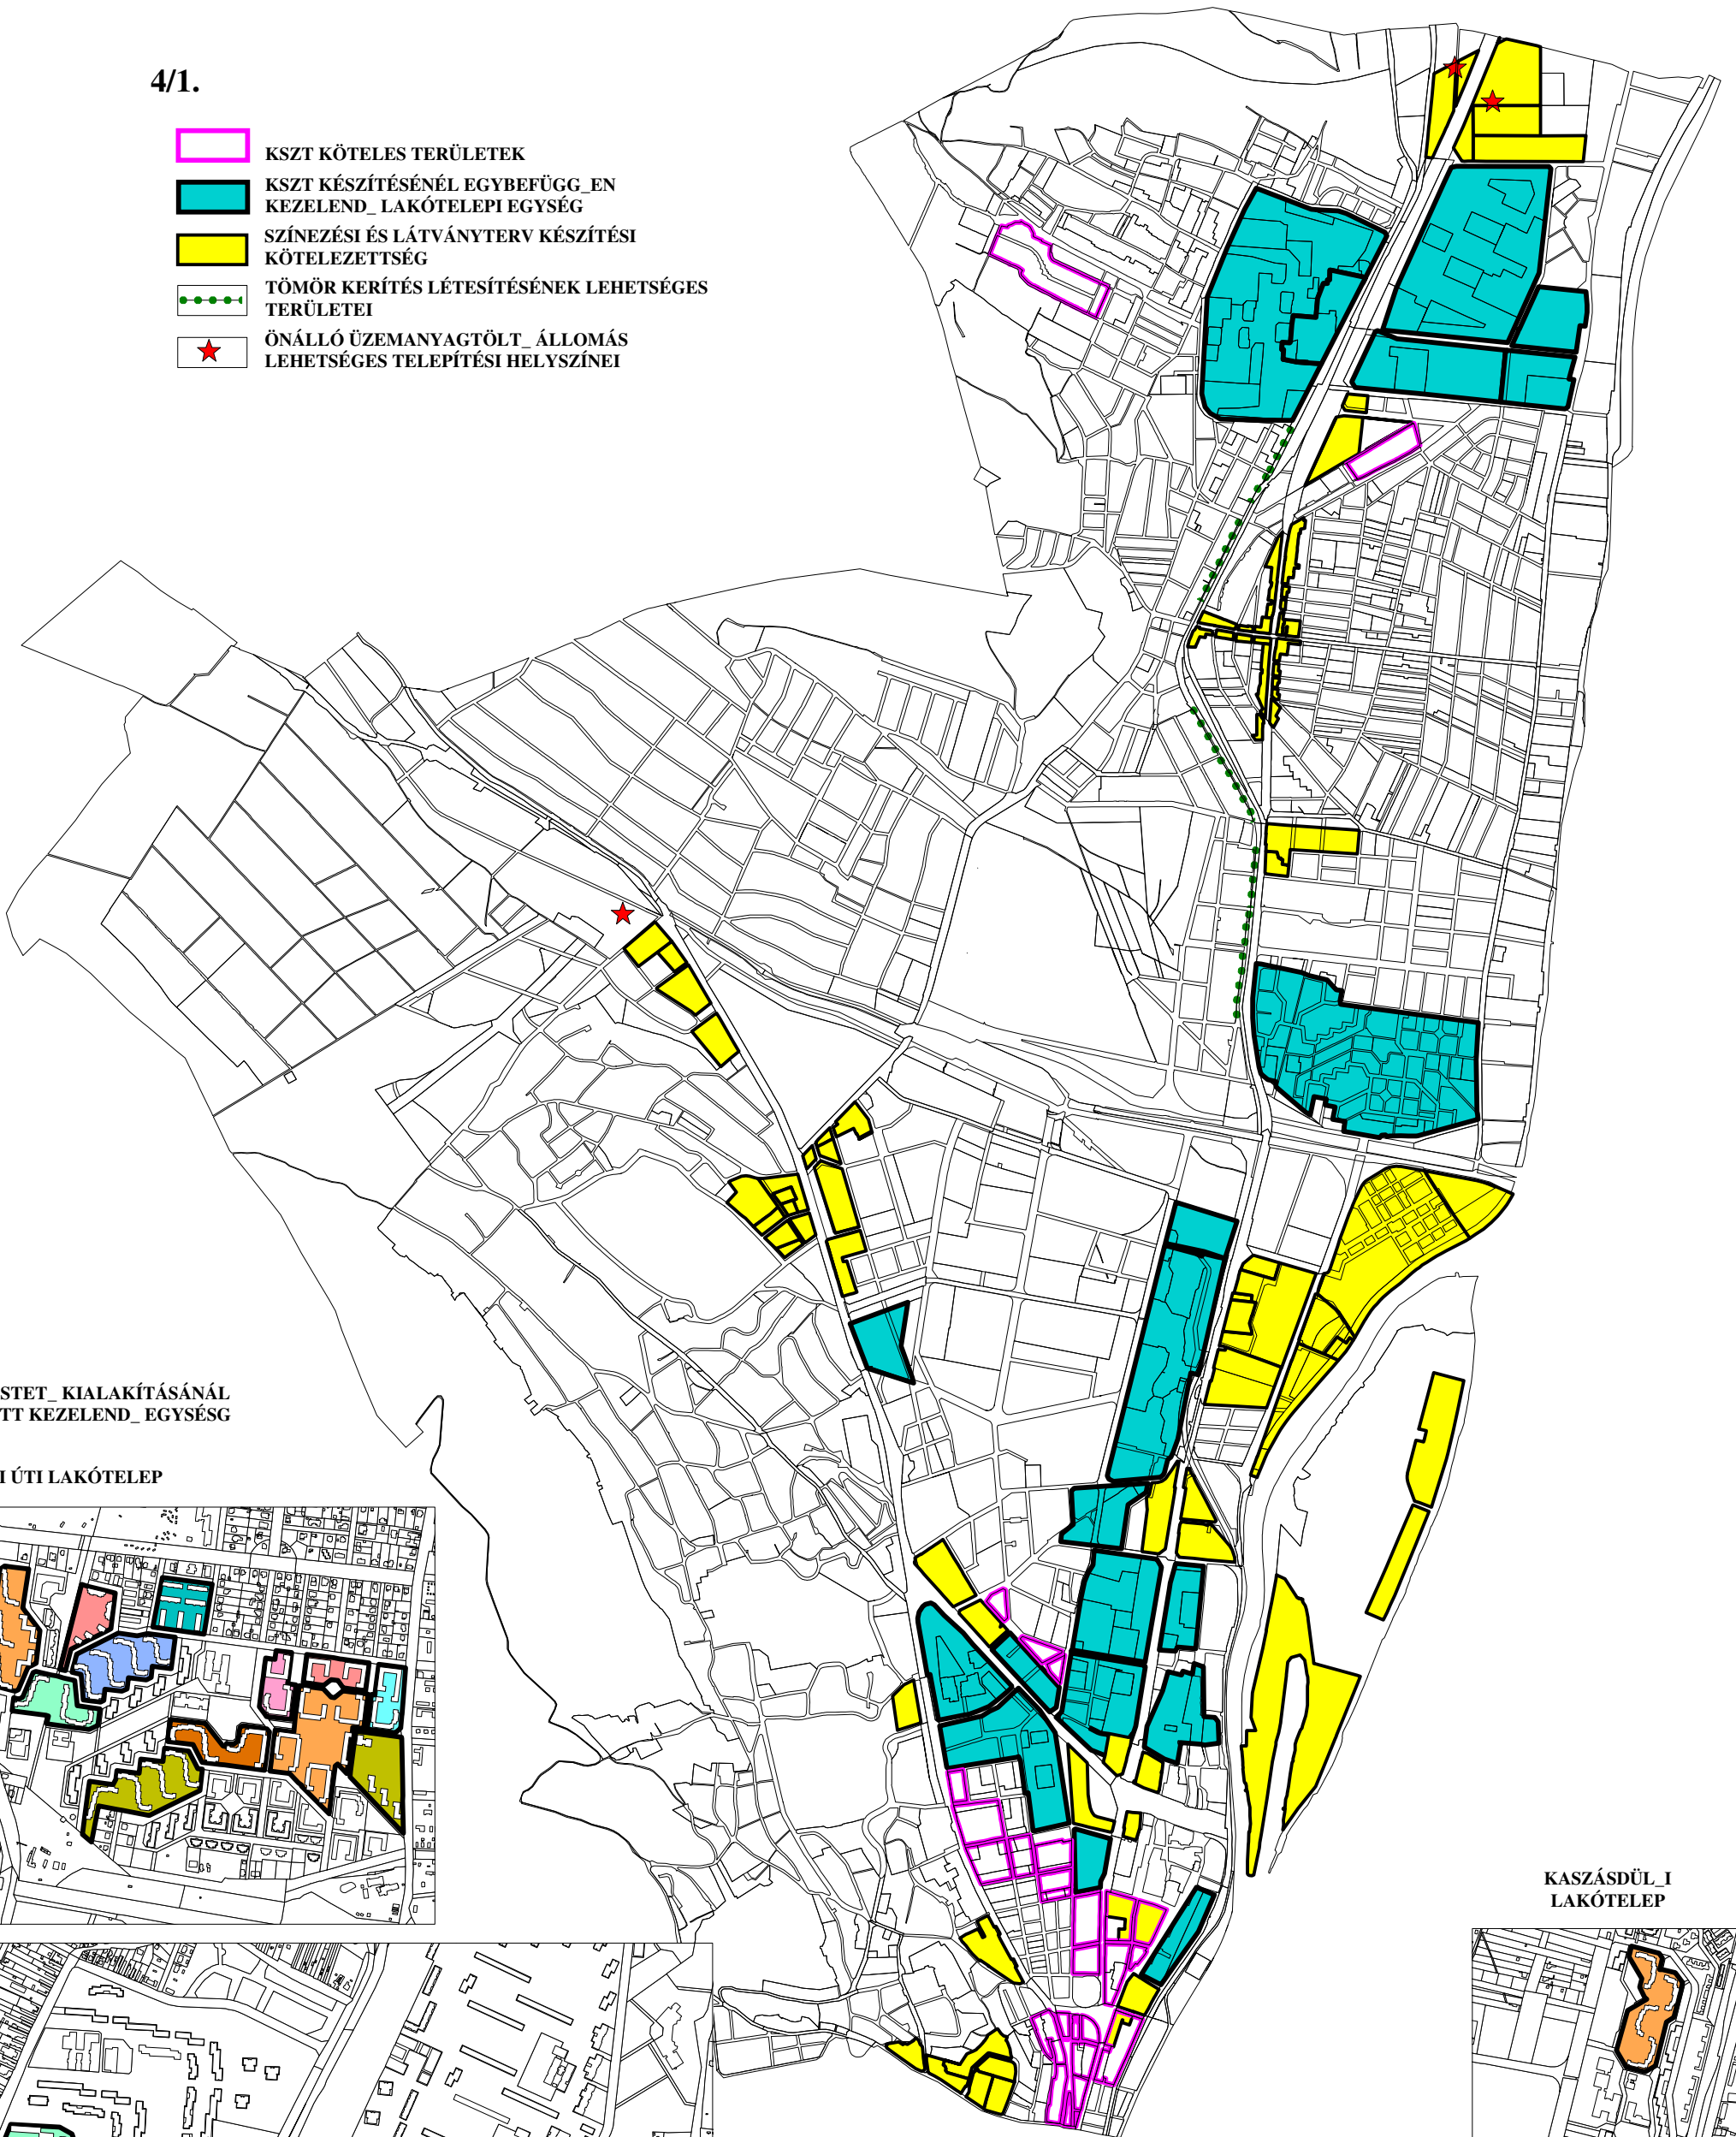 4/1.
KSZT KÖTELES TERÜLETEK
KSZT KÉSZÍTÉSÉNÉL EGYBEFÜGG_EN
KEZELEND_ LAKÓTELEPI EGYSÉG
SZÍNEZÉSI ÉS LÁTVÁNYTERV KÉSZÍTÉSI
KÖTELEZETTSÉG
TÖMÖR KERÍTÉS LÉTESÍTÉSÉNEK LEHETSÉGES
TERÜLETEI
ÖNÁLLÓ ÜZEMANYAGTÖLT_ ÁLLOMÁS
LEHETSÉGES TELEPÍTÉSI HELYSZÍNEI
STET_ KIALAKÍTÁSÁNÁL
TT KEZELEND_ EGYSÉSG
I ÚTI LAKÓTELEP
KASZÁSDÜL_I
LAKÓTELEP